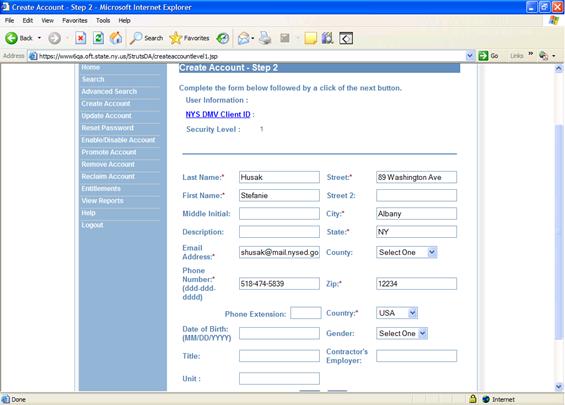 Create Account - Step 2 - Microsoft Internet Explorer
File Edit View Favorites Tools Help
Back Search Favorites
Address https://www6qa.oft.state.ny.us/StrutsDA/createaccountlevel1.jsp Go Links »
Home
Search
Advanced Search
Create Account
Update Account
Reset Password
Enable/Disable Account
Promote Account
Remove Account
Reclaim Account
Entitlements
View Reports
Help
Logout
Create Account - Step 2
Complete the form below followed by a click of the next button.
User Information :
NYS DMV Client ID :
Security Level : 1
Last Name:* Husak Street:* 89 Washington Ave
First Name:* Stefanie Street 2:
Middle Initial: City:* Albany
Description: State:* NY
Email Address:* shusak@mail.nysed.go County: Select One
Phone Number:* (ddd-ddd-dddd) 518-474-5839 Zip:* 12234
Phone Extension: Country:* USA
Date of Birth: (MM/DD/YYYY) Gender: Select One
Title: Contractor's Employer:
Unit :
Done Internet